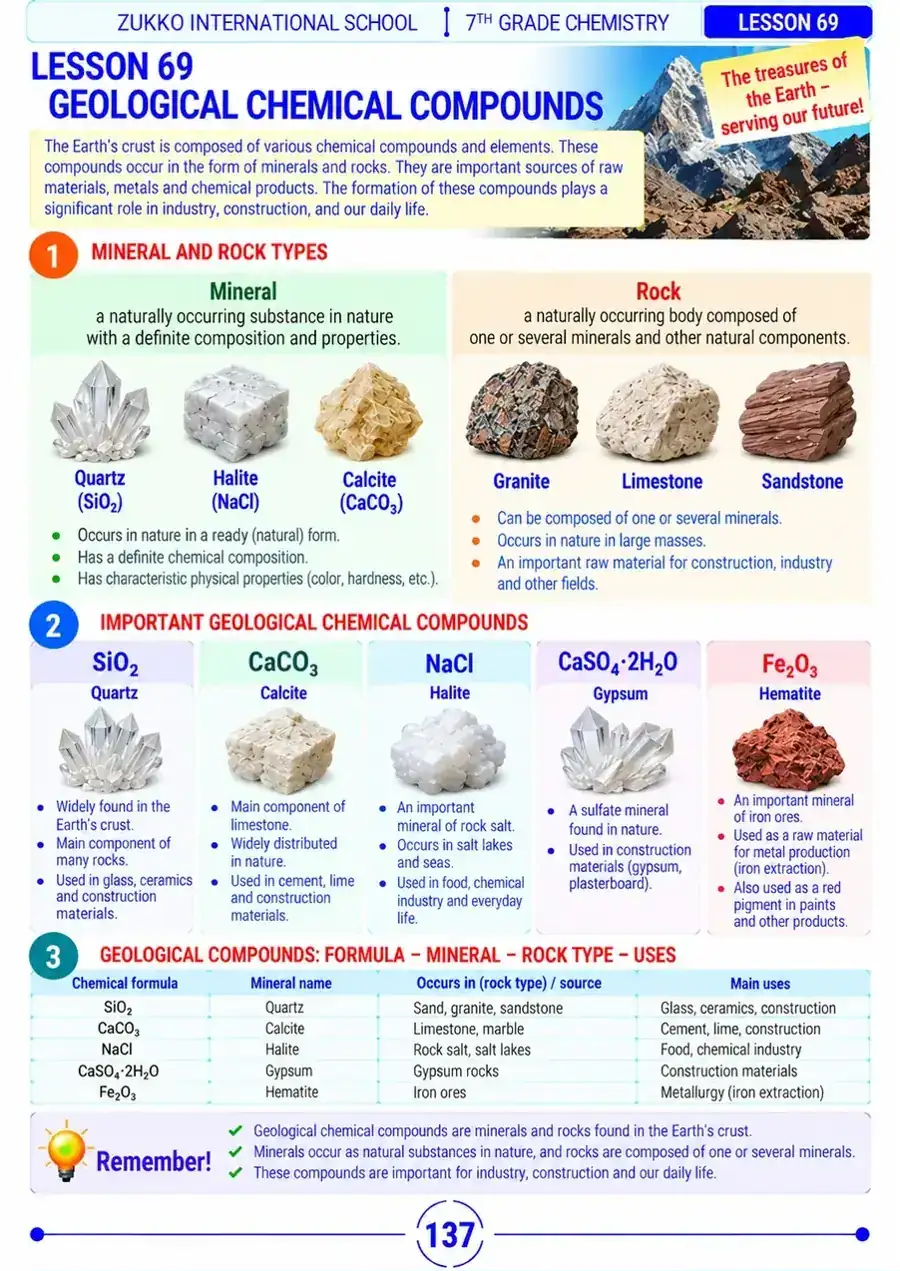 ZUKKO INTERNATIONAL SCHOOL
7TH GRADE CHEMISTRY
LESSON 69
LESSON 69
GEOLOGICAL CHEMICAL COMPOUNDS
The treasures of
the Earth –
serving our future!
The Earth's crust is composed of various chemical compounds and elements. These
compounds occur in the form of minerals and rocks. They are important sources of raw
materials, metals and chemical products. The formation of these compounds plays a
significant role in industry, construction, and our daily life.
1 MINERAL AND ROCK TYPES
Mineral
a naturally occurring substance in nature
with a definite composition and properties.
Quartz
(SiO₂)
Halite
(NaCl)
Calcite
(CaCO₃)
• Occurs in nature in a ready (natural) form.
• Has a definite chemical composition.
• Has characteristic physical properties (color, hardness, etc.).
Rock
a naturally occurring body composed of
one or several minerals and other natural components.
Granite
Limestone
Sandstone
• Can be composed of one or several minerals.
• Occurs in nature in large masses.
• An important raw material for construction, industry
and other fields.
2 IMPORTANT GEOLOGICAL CHEMICAL COMPOUNDS
SiO₂
Quartz
• Widely found in the
Earth's crust.
• Main component of
many rocks.
• Used in glass, ceramics
and construction
materials.
CaCO₃
Calcite
• Main component of
limestone.
• Widely distributed
in nature.
• Used in cement, lime
and construction
materials.
NaCl
Halite
• An important
mineral of rock salt.
• Occurs in salt lakes
and seas.
• Used in food, chemical
industry and everyday
life.
CaSO₄·2H₂O
Gypsum
• A sulfate mineral
found in nature.
• Used in construction
materials (gypsum,
plasterboard).
Fe₂O₃
Hematite
• An important mineral
of iron ores.
• Used as a raw material
for metal production
(iron extraction).
• Also used as a red
pigment in paints
and other products.
3 GEOLOGICAL COMPOUNDS: FORMULA – MINERAL – ROCK TYPE – USES
Chemical formula Mineral name Occurs in (rock type) / source Main uses
SiO₂ Quartz Sand, granite, sandstone Glass, ceramics, construction
CaCO₃ Calcite Limestone, marble Cement, lime, construction
NaCl Halite Rock salt, salt lakes Food, chemical industry
CaSO₄·2H₂O Gypsum Gypsum rocks Construction materials
Fe₂O₃ Hematite Iron ores Metallurgy (iron extraction)
Remember!
✓ Geological chemical compounds are minerals and rocks found in the Earth's crust.
✓ Minerals occur as natural substances in nature, and rocks are composed of one or several minerals.
✓ These compounds are important for industry, construction and our daily life.
137